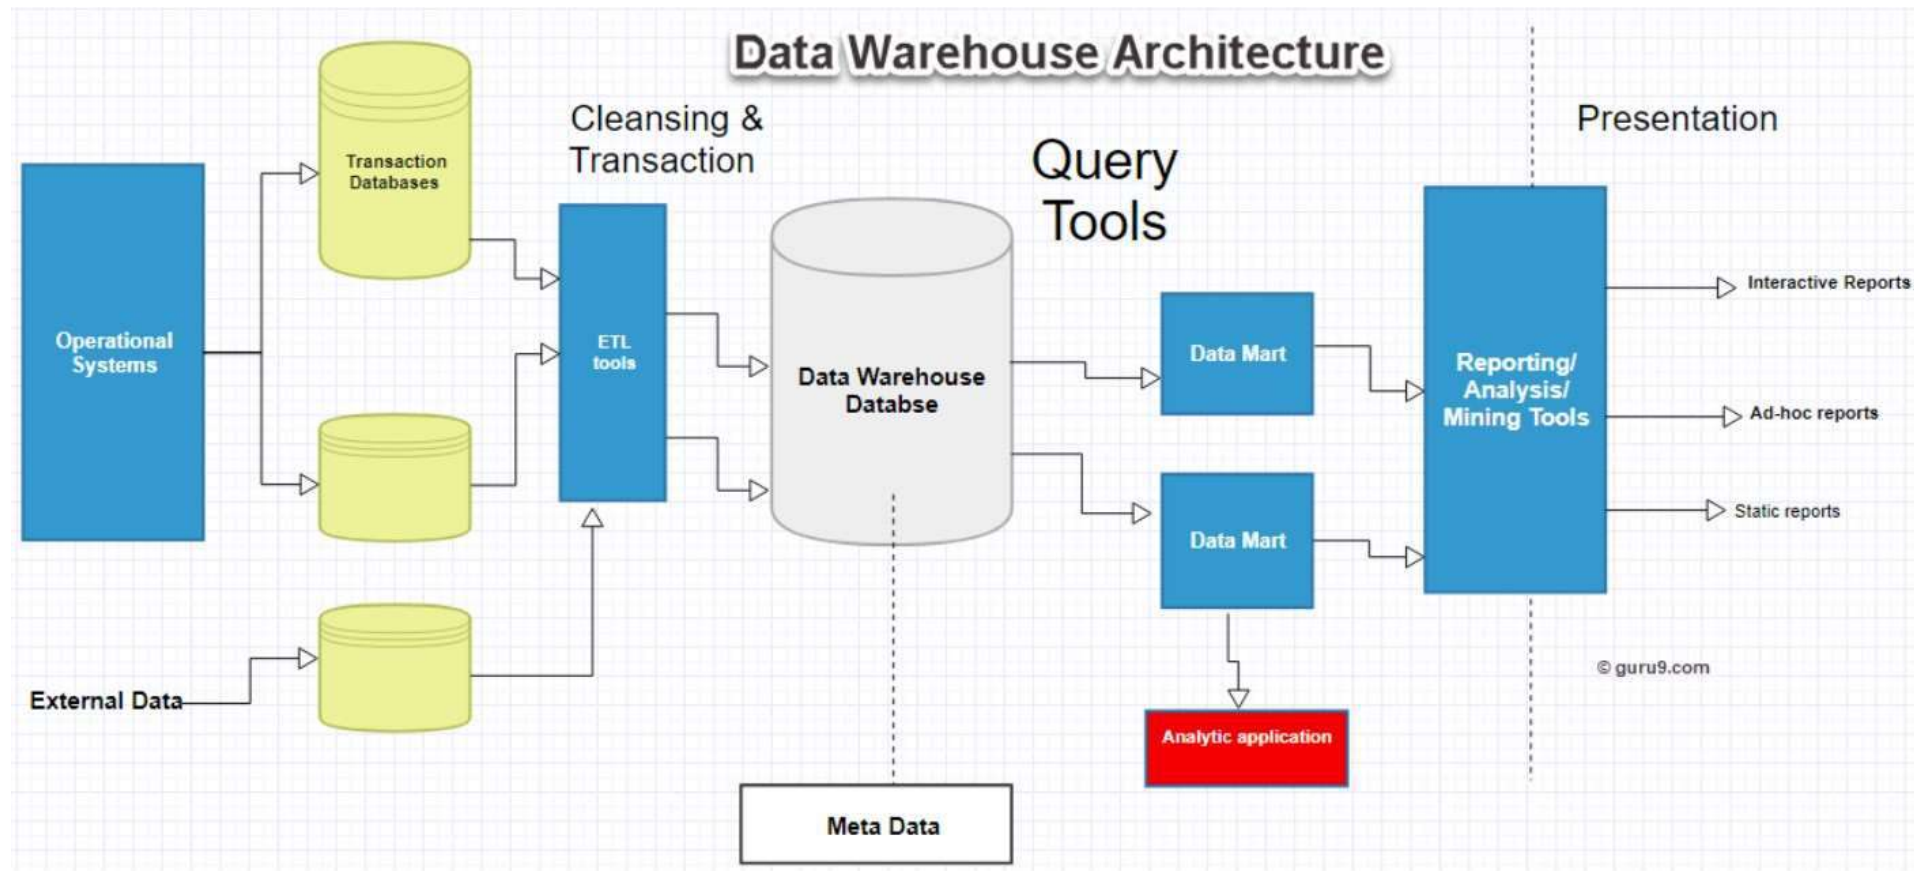 Data Warehouse Architecture
Cleansing &
Transaction
Query
Tools
Presentation
Transaction
Databases
Operational
Systems
ETL
tools
Data Warehouse
Databse
Data Mart
Reporting/
Analysis/
Mining Tools
Interactive Reports
Ad-hoc reports
Static reports
Data Mart
External Data
Analytic application
Meta Data
© guru9.com